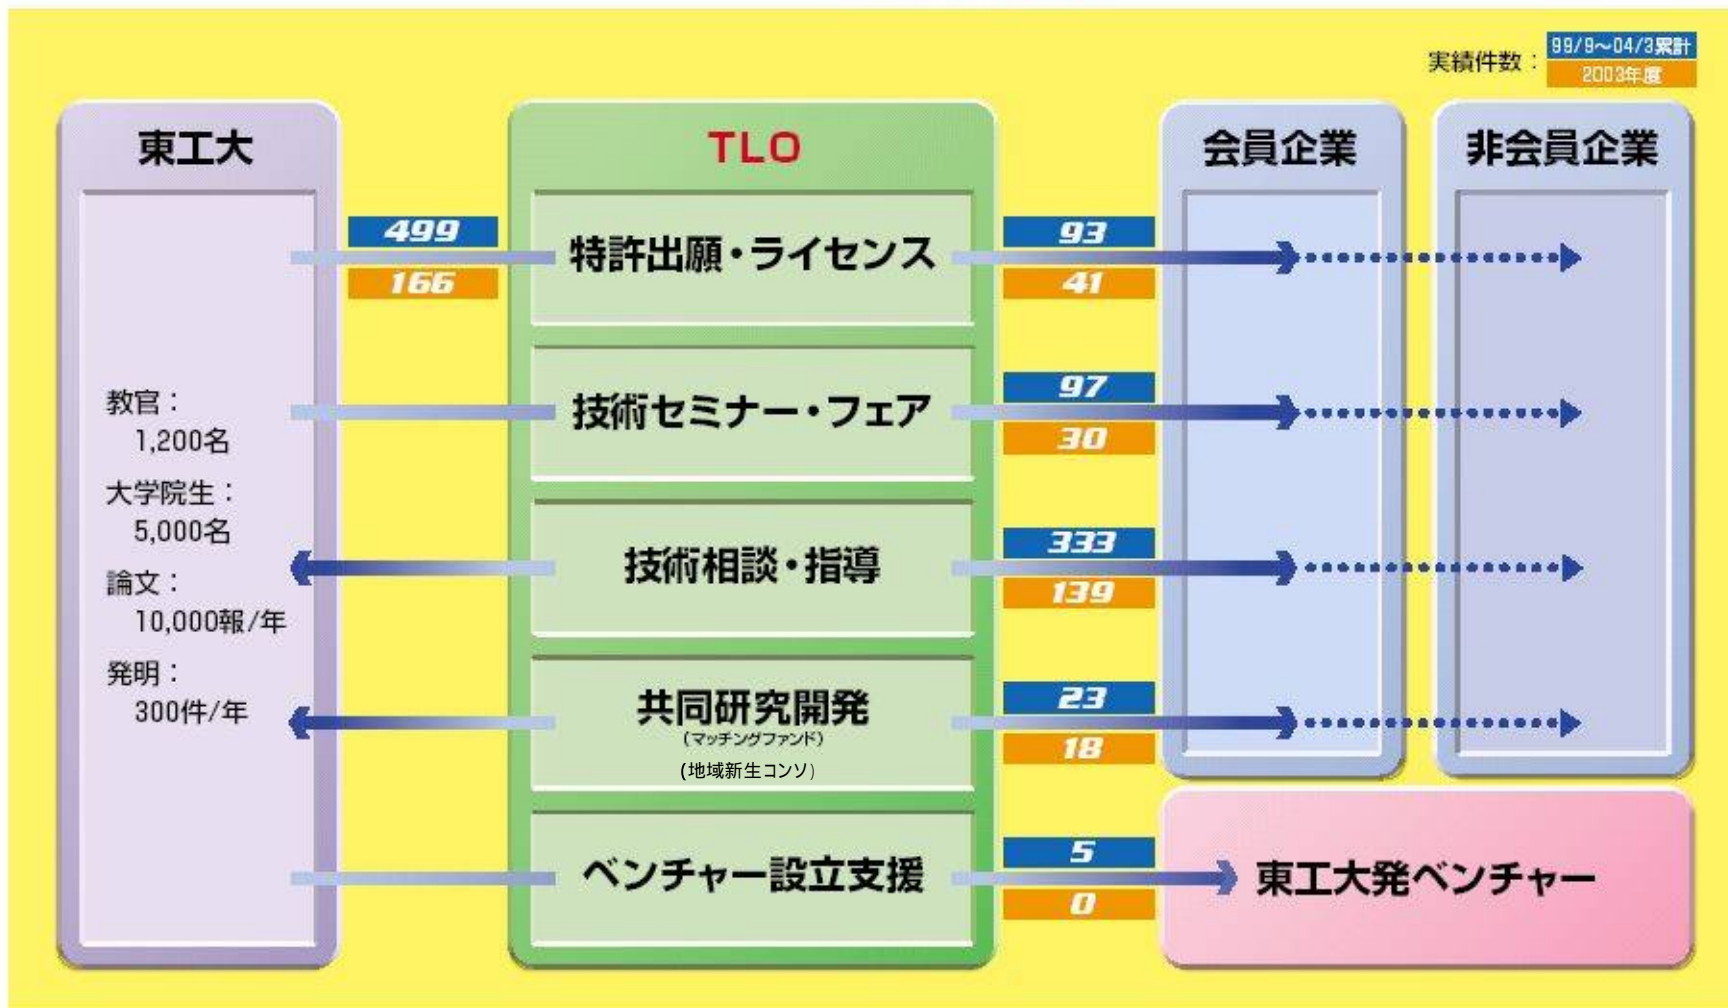 実績件数：
99/9～04/3累計
2003年度
東工大
教官：
1,200名
大学院生：
5,000名
論文：
10,000報/年
発明：
300件/年
499
166
TLO
特許出願・ライセンス
技術セミナー・フェア
技術相談・指導
共同研究開発
（マッチングファンド）
(地域新生コンソ)
ベンチャー設立支援
93
41
97
30
333
139
23
18
5
0
会員企業
非会員企業
東工大発ベンチャー